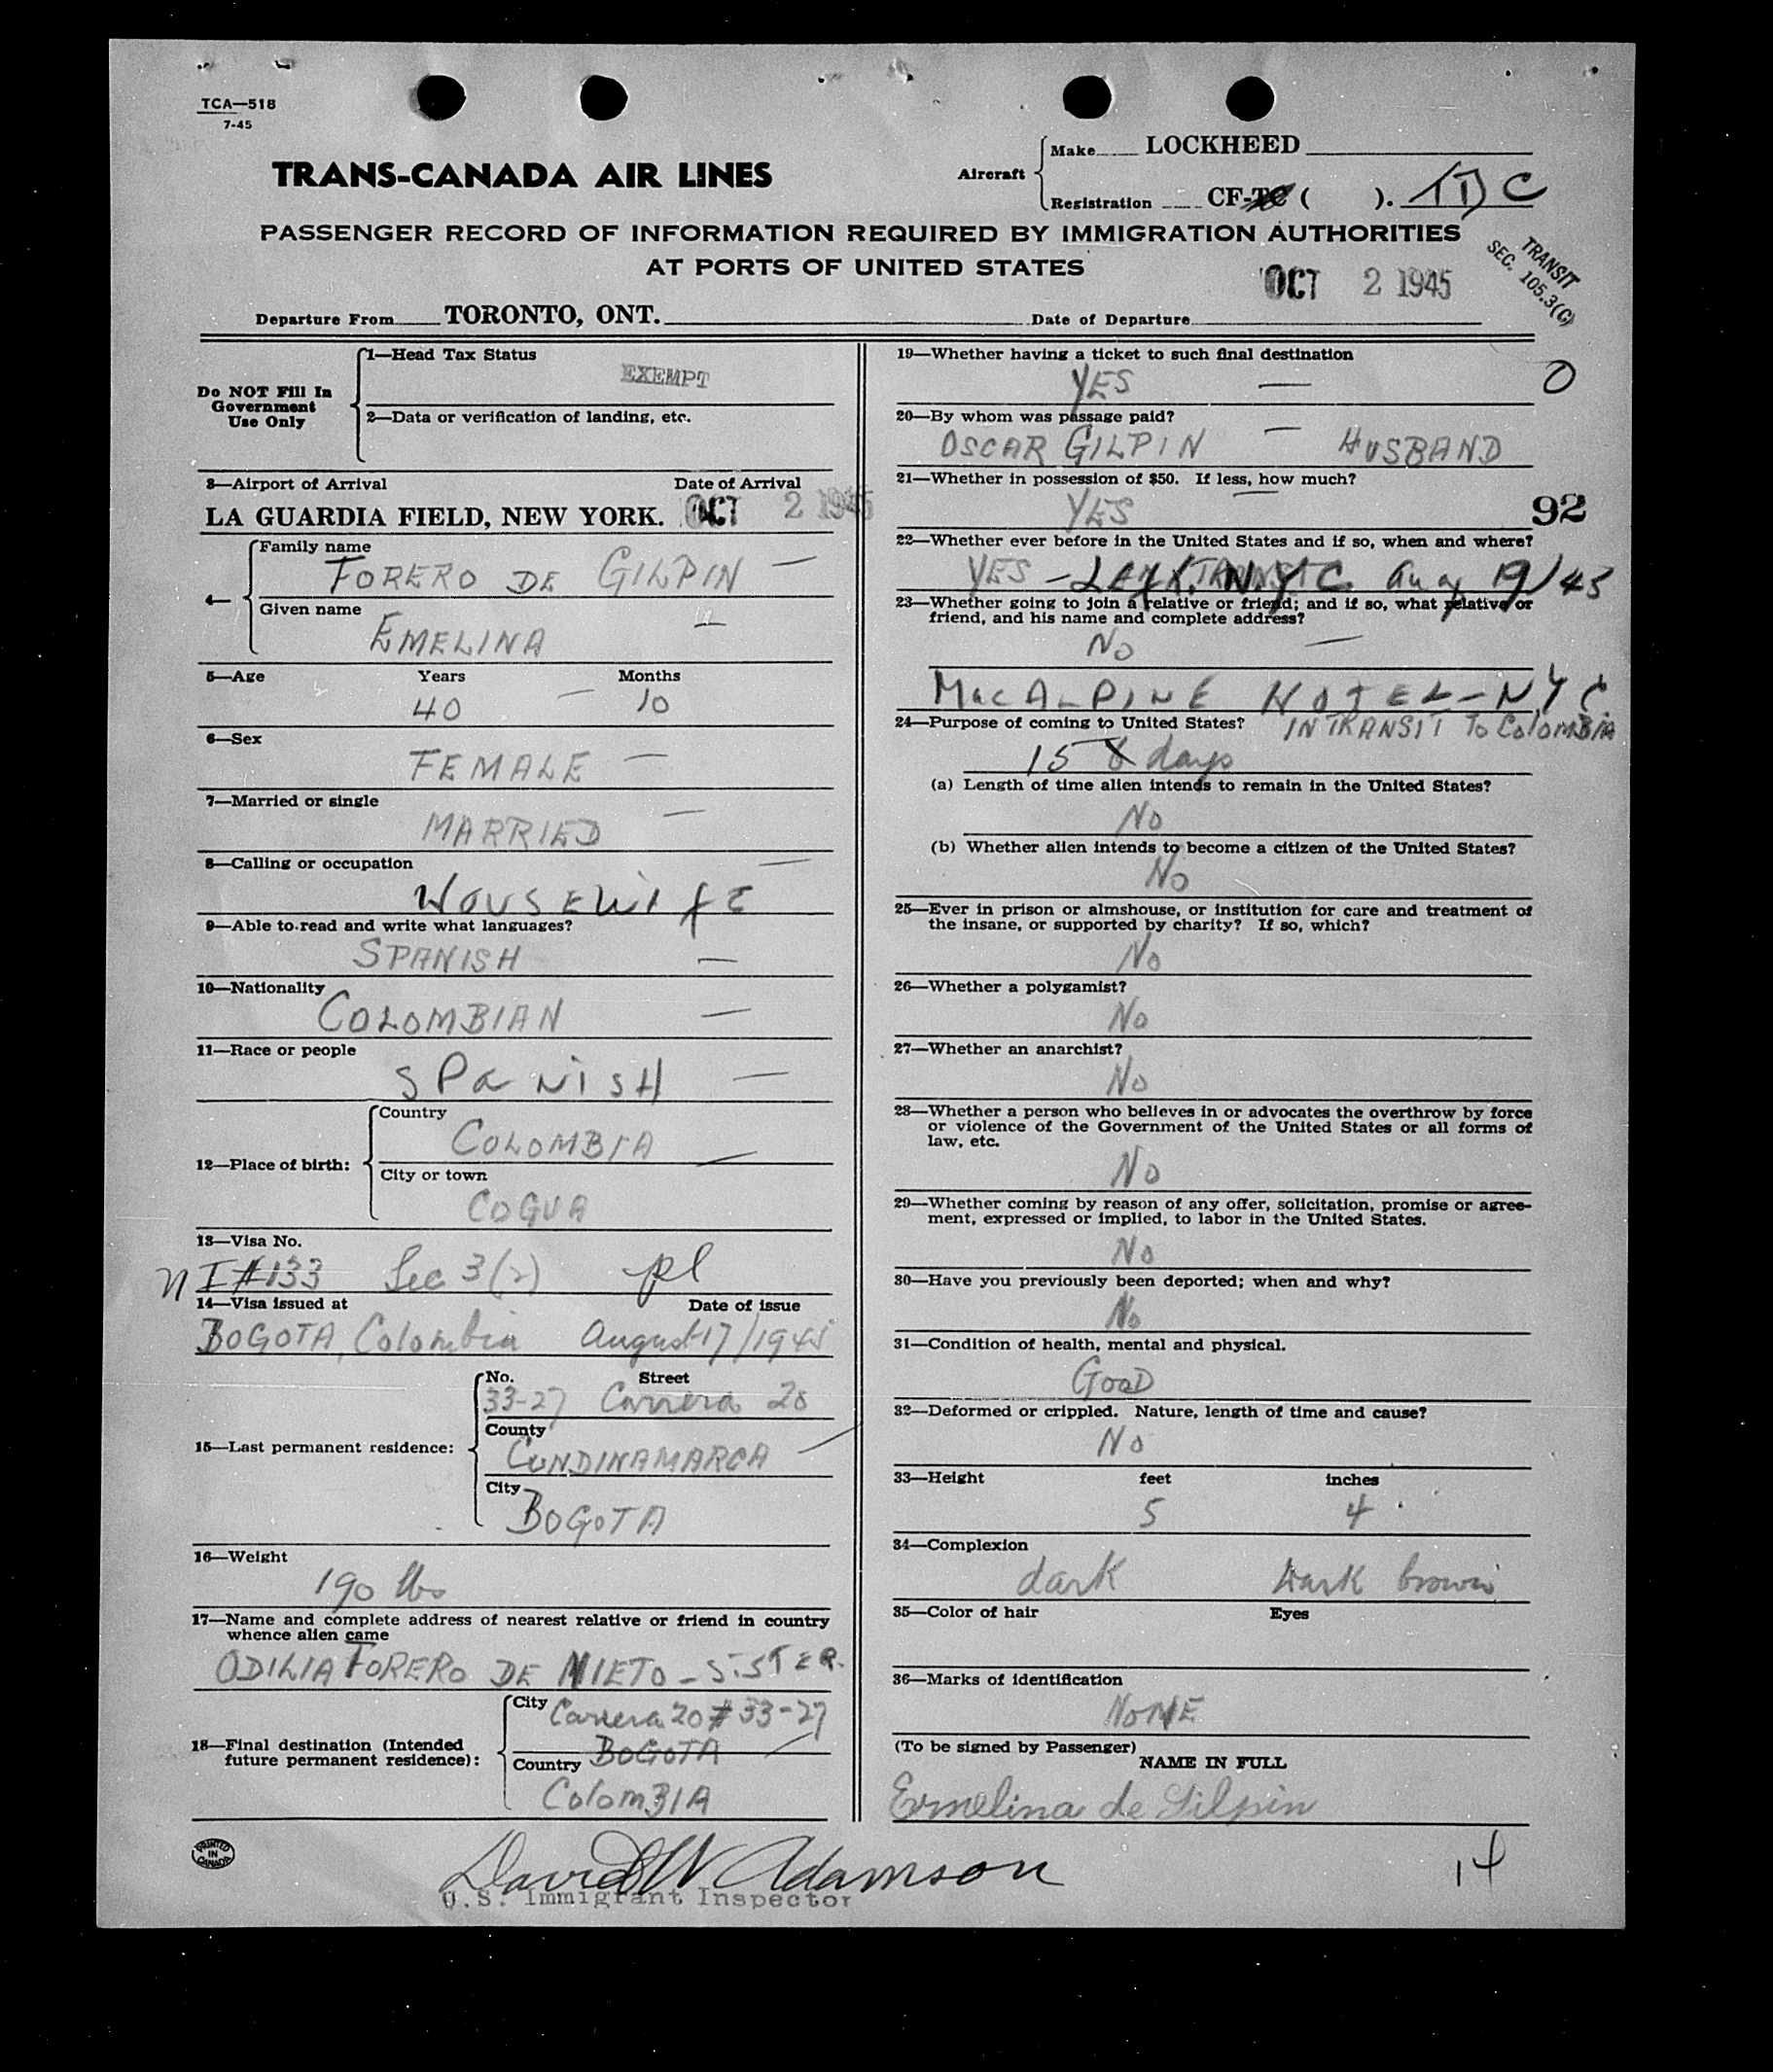 TCA—518
7-45
TRANS-CANADA AIR LINES
Aircraft
Make LOCKHEED
Registration CF-TC ( ). TDC
PASSENGER RECORD OF INFORMATION REQUIRED BY IMMIGRATION AUTHORITIES
AT PORTS OF UNITED STATES
TRANSIT
SEC. 105.3(C)
OCT 2 1945
Departure From TORONTO, ONT. Date of Departure
Do NOT Fill In
Government
Use Only
1—Head Tax Status
EXEMPT
2—Data or verification of landing, etc.
3—Airport of Arrival Date of Arrival
LA GUARDIA FIELD, NEW YORK. OCT 2 1945
4—
Family name
FORERO DE GILPIN —
Given name
EMELINA —
5—Age Years Months
40 — 10
6—Sex
FEMALE —
7—Married or single
MARRIED —
8—Calling or occupation
HOUSEWIFE —
9—Able to read and write what languages?
SPANISH —
10—Nationality
COLOMBIAN —
11—Race or people
SPANISH —
12—Place of birth:
Country
COLOMBIA —
City or town
COGUA
13—Visa No.
NI #133 Sec 3(2) pl
14—Visa issued at Date of issue
BOGOTA, Colombia August 17/1945
15—Last permanent residence:
No. Street
33-27 Carrera 20
County
CUNDINAMARCA
City
BOGOTA
16—Weight
190 lbs
17—Name and complete address of nearest relative or friend in country
whence alien came
ODILIA FORERO DE NIETO - SISTER.
18—Final destination (Intended
future permanent residence):
City Carrera 20 # 33-27
BOGOTA
Country
COLOMBIA
19—Whether having a ticket to such final destination
YES — 0
20—By whom was passage paid?
OSCAR GILPIN — HUSBAND
21—Whether in possession of $50. If less, how much?
YES
92
22—Whether ever before in the United States and if so, when and where?
YES - TRANSIT N.Y.C. Aug 19/45
23—Whether going to join a relative or friend; and if so, what relative or
friend, and his name and complete address?
No —
MacALPINE HOTEL - NYC
24—Purpose of coming to United States? IN TRANSIT TO COLOMBIA
15 8 days
(a) Length of time alien intends to remain in the United States?
No
(b) Whether alien intends to become a citizen of the United States?
No
25—Ever in prison or almshouse, or institution for care and treatment of
the insane, or supported by charity? If so, which?
No
26—Whether a polygamist?
No
27—Whether an anarchist?
No
28—Whether a person who believes in or advocates the overthrow by force
or violence of the Government of the United States or all forms of
law, etc.
No
29—Whether coming by reason of any offer, solicitation, promise or agree-
ment, expressed or implied, to labor in the United States.
No
30—Have you previously been deported; when and why?
No
31—Condition of health, mental and physical.
GOOD
32—Deformed or crippled. Nature, length of time and cause?
No
33—Height feet inches
5 4
34—Complexion
dark Dark brown
35—Color of hair Eyes
36—Marks of identification
NONE
(To be signed by Passenger)
NAME IN FULL
Ermelina de Gilpin
PRINTED
IN
CANADA
David W Adamson
U.S. Immigrant Inspector
14